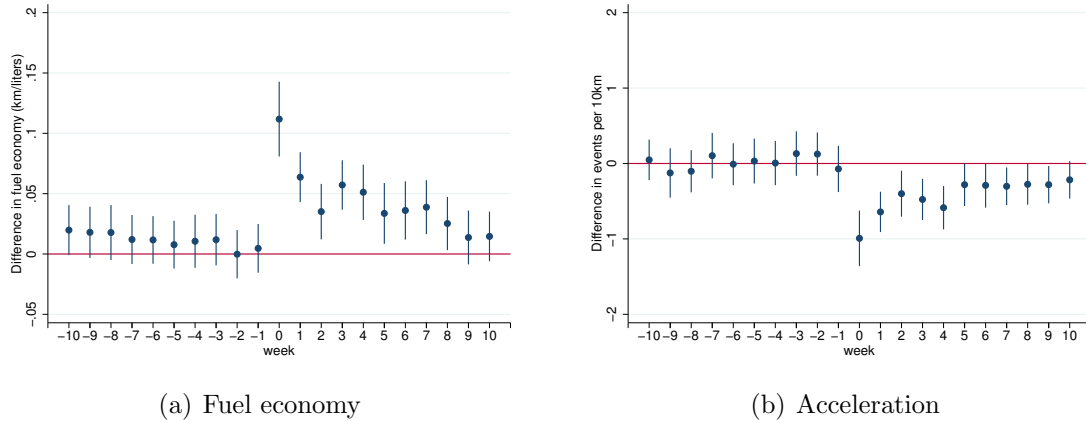 Difference in fuel economy (km/liters)
.2
.15
.1
.05
0
-.05
−10 −9 −8 −7 −6 −5 −4 −3 −2 −1 0 1 2 3 4 5 6 7 8 9 10
week
(a) Fuel economy
Difference in events per 10km
2
1
0
−1
−2
−10 −9 −8 −7 −6 −5 −4 −3 −2 −1 0 1 2 3 4 5 6 7 8 9 10
week
(b) Acceleration